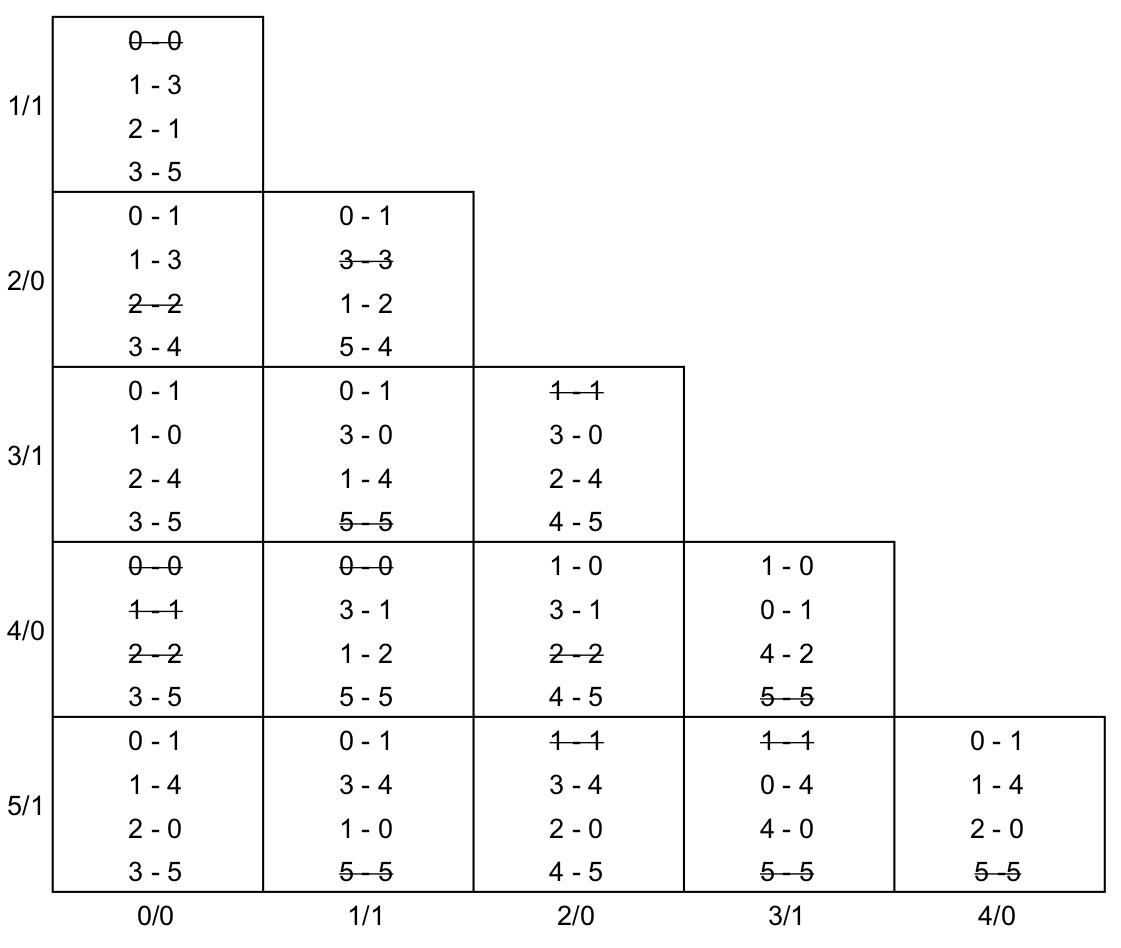 0 - 0
1 - 3
1/1
2 - 1
3 - 5
0 - 1 0 - 1
1 - 3 3 - 3
2/0
2 - 2 1 - 2
3 - 4 5 - 4
0 - 1 0 - 1 1 - 1
1 - 0 3 - 0 3 - 0
3/1
2 - 4 1 - 4 2 - 4
3 - 5 5 - 5 4 - 5
0 - 0 0 - 0 1 - 0 1 - 0
1 - 1 3 - 1 3 - 1 0 - 1
4/0
2 - 2 1 - 2 2 - 2 4 - 2
3 - 5 5 - 5 4 - 5 5 - 5
0 - 1 0 - 1 1 - 1 1 - 1 0 - 1
1 - 4 3 - 4 3 - 4 0 - 4 1 - 4
5/1
2 - 0 1 - 0 2 - 0 4 - 0 2 - 0
3 - 5 5 - 5 4 - 5 5 - 5 5 -5
0/0 1/1 2/0 3/1 4/0